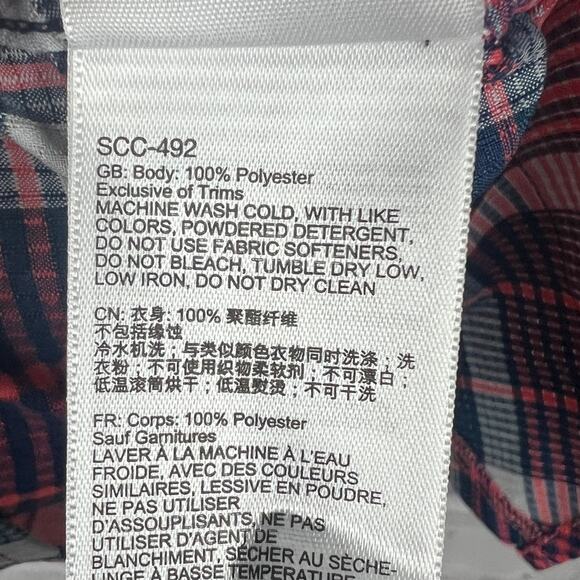 SCC-492
GB: Body: 100% Polyester
Exclusive of Trims
MACHINE WASH COLD, WITH LIKE
COLORS, POWDERED DETERGENT,
DO NOT USE FABRIC SOFTENERS,
DO NOT BLEACH, TUMBLE DRY LOW,
LOW IRON, DO NOT DRY CLEAN
CN: 衣身: 100% 聚酯纤维
不包括缘蚀
冷水机洗；与类似颜色衣物同时洗涤；洗
衣粉；不可使用织物柔软剂；不可漂白；
低温滚筒烘干；低温熨烫；不可干洗
FR: Corps: 100% Polyester
Sauf Garnitures
LAVER À LA MACHINE À L'EAU
FROIDE, AVEC DES COULEURS
SIMILAIRES, LESSIVE EN POUDRE,
NE PAS UTILISER
D'ASSOUPLISANTS, NE PAS
UTILISER D'AGENT DE
BLANCHIMENT, SÉCHER AU SÈCHE-
LINGE À BASSE TEMPÉRATURE